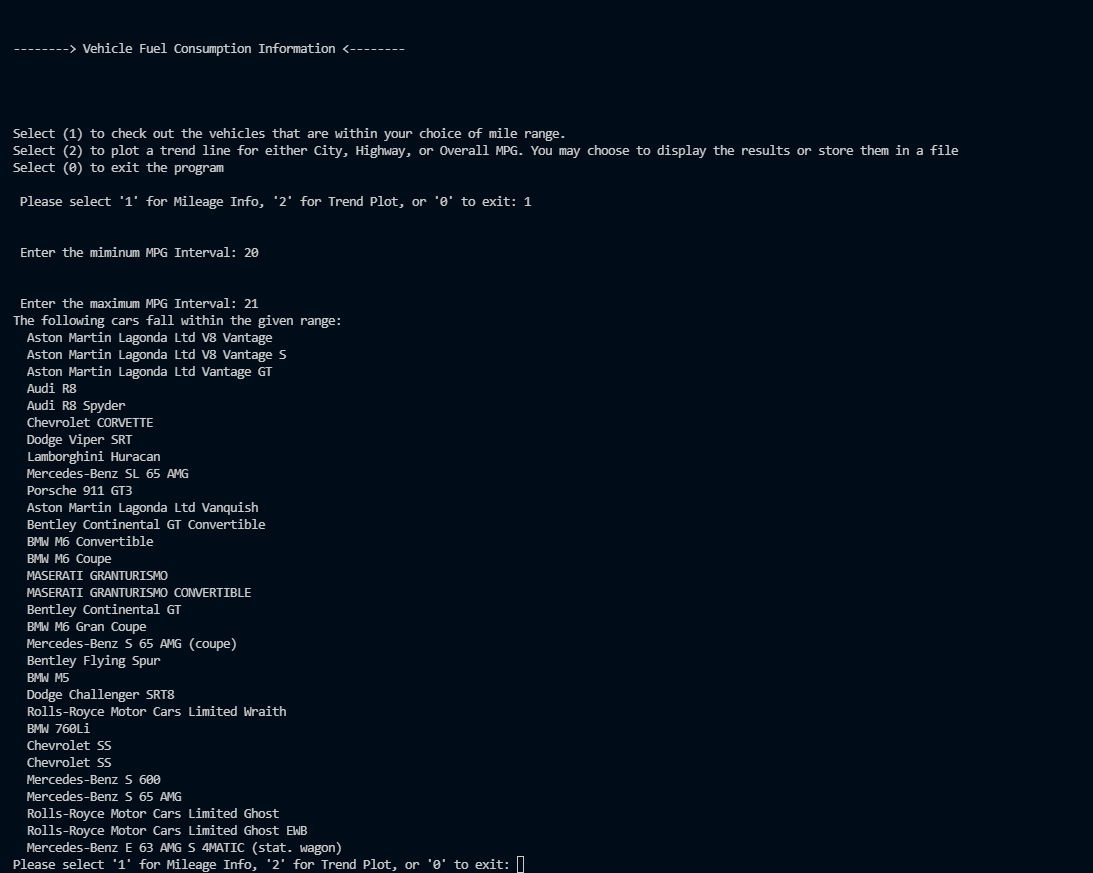 --------> Vehicle Fuel Consumption Information <--------
Select (1) to check out the vehicles that are within your choice of mile range.
Select (2) to plot a trend line for either City, Highway, or Overall MPG. You may choose to display the results or store them in a file
Select (0) to exit the program
Please select '1' for Mileage Info, '2' for Trend Plot, or '0' to exit: 1
Enter the miminum MPG Interval: 20
Enter the maximum MPG Interval: 21
The following cars fall within the given range:
Aston Martin Lagonda Ltd V8 Vantage
Aston Martin Lagonda Ltd V8 Vantage S
Aston Martin Lagonda Ltd Vantage GT
Audi R8
Audi R8 Spyder
Chevrolet CORVETTE
Dodge Viper SRT
Lamborghini Huracan
Mercedes-Benz SL 65 AMG
Porsche 911 GT3
Aston Martin Lagonda Ltd Vanquish
Bentley Continental GT Convertible
BMW M6 Convertible
BMW M6 Coupe
MASERATI GRANTURISMO
MASERATI GRANTURISMO CONVERTIBLE
Bentley Continental GT
BMW M6 Gran Coupe
Mercedes-Benz S 65 AMG (coupe)
Bentley Flying Spur
BMW M5
Dodge Challenger SRT8
Rolls-Royce Motor Cars Limited Wraith
BMW 760Li
Chevrolet SS
Chevrolet SS
Mercedes-Benz S 600
Mercedes-Benz S 65 AMG
Rolls-Royce Motor Cars Limited Ghost
Rolls-Royce Motor Cars Limited Ghost EWB
Mercedes-Benz E 63 AMG S 4MATIC (stat. wagon)
Please select '1' for Mileage Info, '2' for Trend Plot, or '0' to exit: